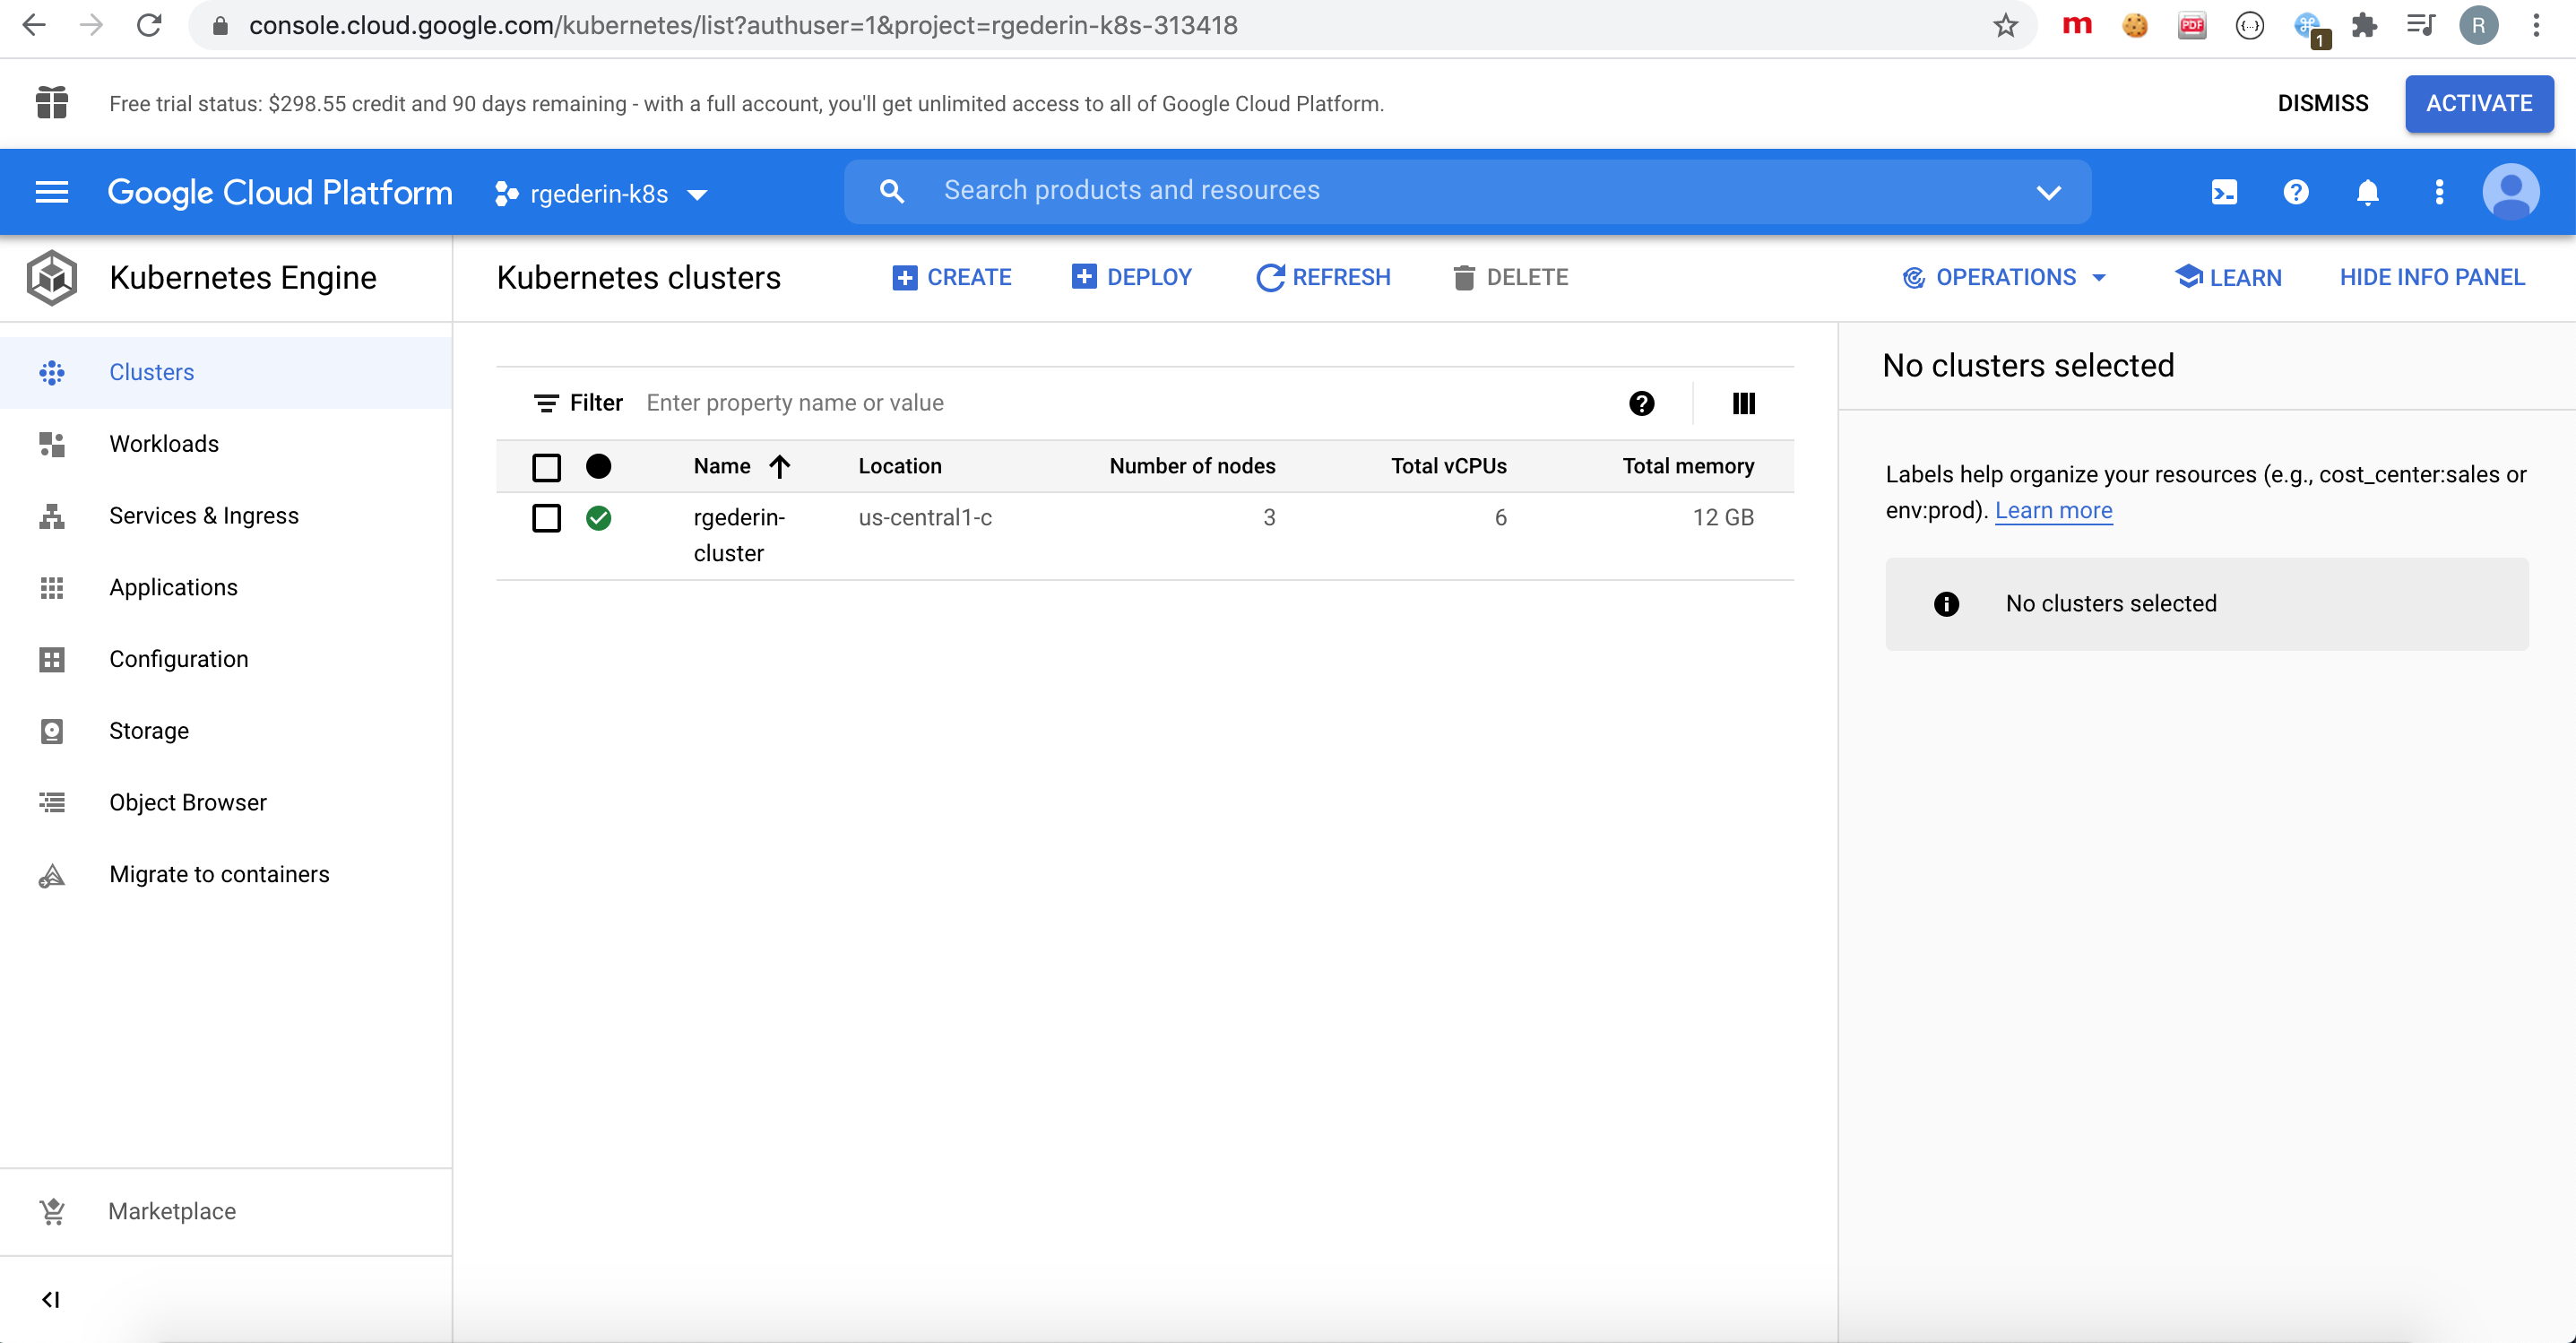 console.cloud.google.com/kubernetes/list?authuser=1&project=rgederin-k8s-313418
m
PDF
{...}
1
R
Free trial status: $298.55 credit and 90 days remaining - with a full account, you'll get unlimited access to all of Google Cloud Platform.
DISMISS
ACTIVATE
Google Cloud Platform
rgederin-k8s
Search products and resources
Kubernetes Engine
Kubernetes clusters
CREATE
DEPLOY
REFRESH
DELETE
OPERATIONS
LEARN
HIDE INFO PANEL
Clusters
Workloads
Services & Ingress
Applications
Configuration
Storage
Object Browser
Migrate to containers
Marketplace
Filter Enter property name or value
Name Location Number of nodes Total vCPUs Total memory
rgederin- us-central1-c 3 6 12 GB
cluster
No clusters selected
Labels help organize your resources (e.g., cost_center:sales or
env:prod). Learn more
No clusters selected